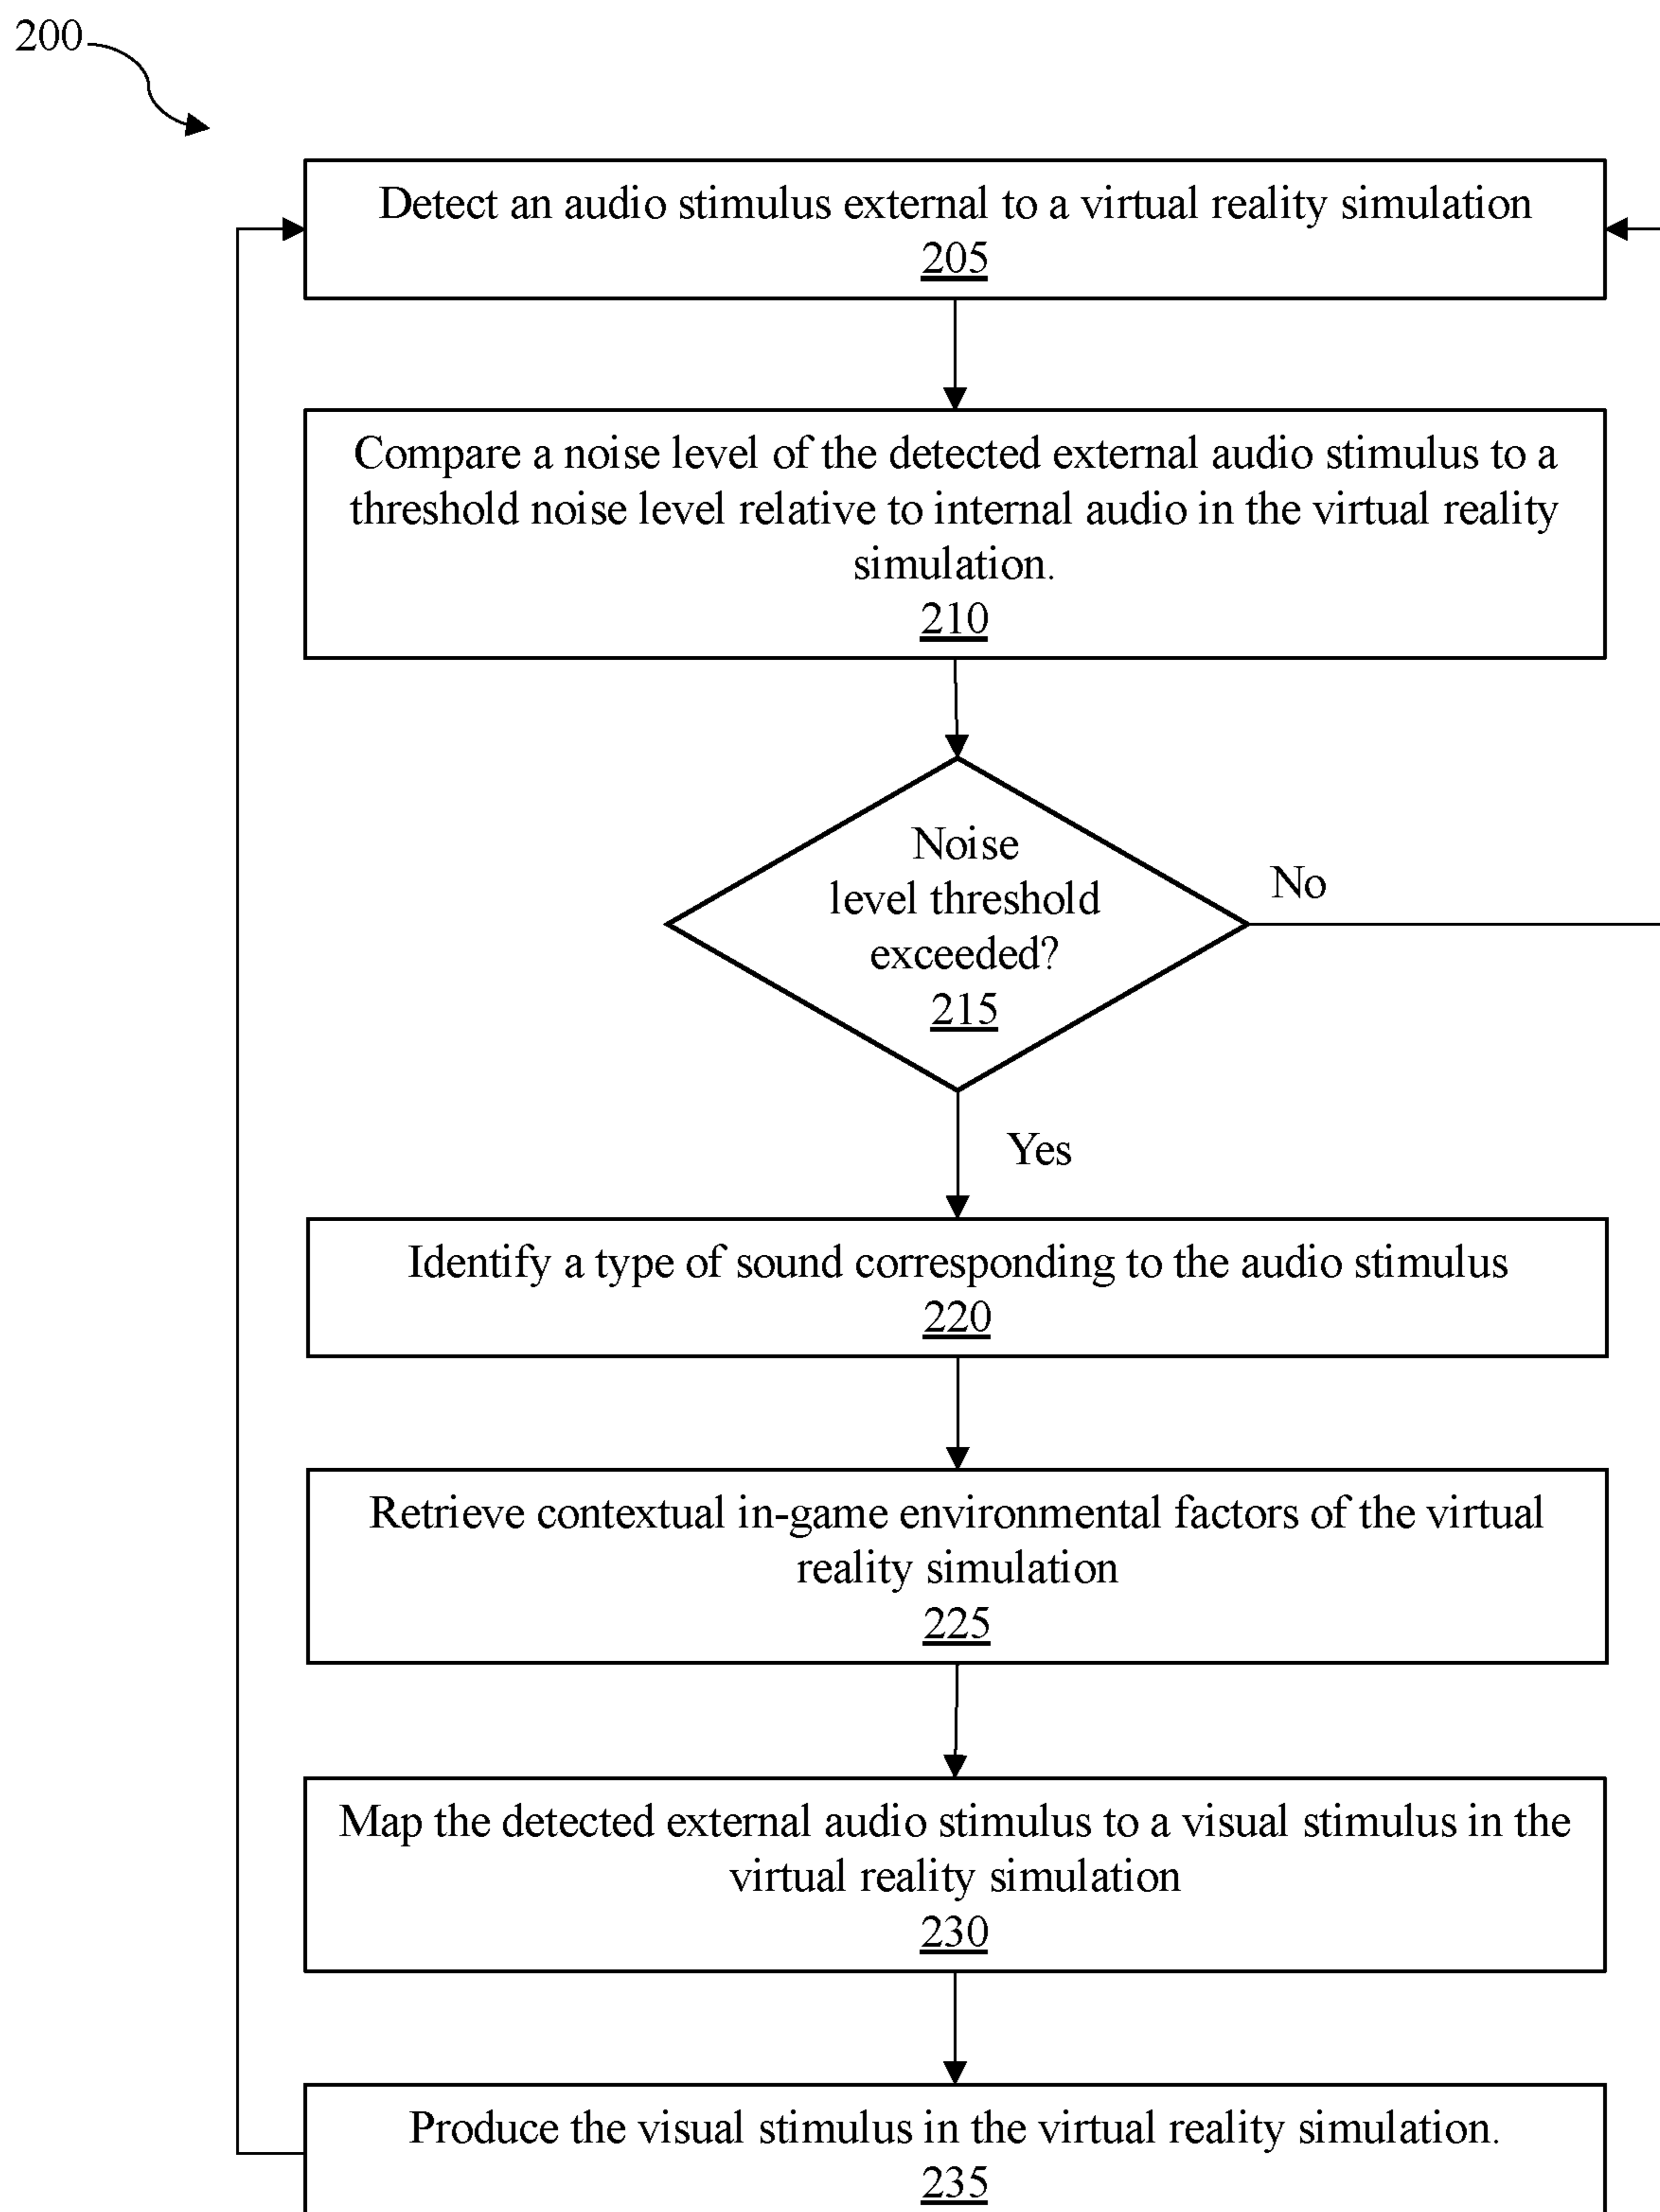 200
Detect an audio stimulus external to a virtual reality simulation
205
Compare a noise level of the detected external audio stimulus to a
threshold noise level relative to internal audio in the virtual reality
simulation.
210
Noise
level threshold
exceeded?
215
No
Yes
Identify a type of sound corresponding to the audio stimulus
220
Retrieve contextual in-game environmental factors of the virtual
reality simulation
225
Map the detected external audio stimulus to a visual stimulus in the
virtual reality simulation
230
Produce the visual stimulus in the virtual reality simulation.
235